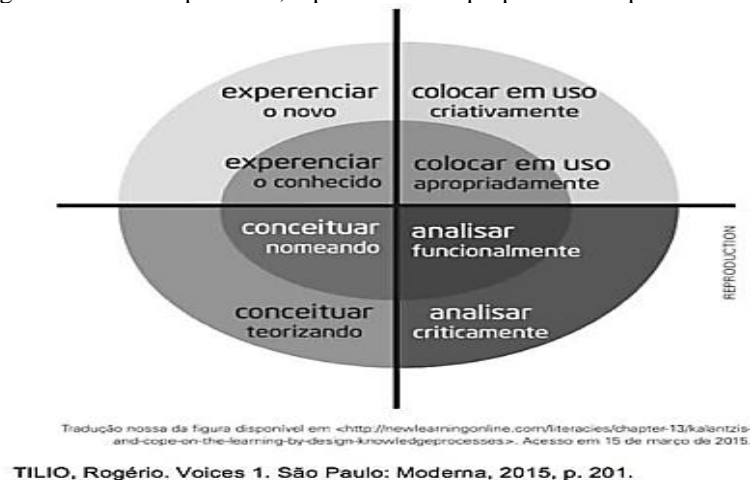 experenciar
o novo
colocar em uso
criativamente
experenciar
o conhecido
colocar em uso
apropriadamente
conceituar
nomeando
analisar
funcionalmente
conceituar
teorizando
analisar
criticamente
REPRODUCTION
Tradução nossa da figura disponível em <http://newlearningonline.com/literacies/chapter-13/kalantzis-
and-cope-on-the-learning-by-design-knowledgeprocesses>. Acesso em 15 de março de 2015.
TILIO, Rogério. Voices 1. São Paulo: Moderna, 2015, p. 201.